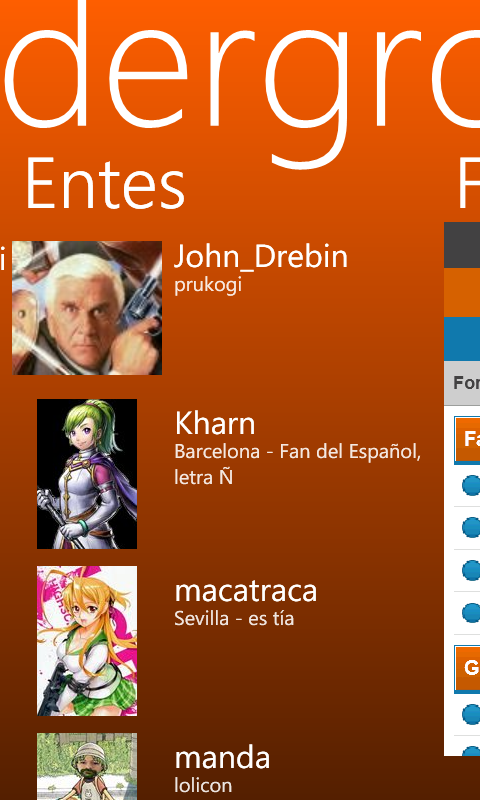 dergro
Entes
F
i
John_Drebin
prukogi
Kharn
Barcelona - Fan del Español,
letra Ñ
For
Fa
macatraca
Sevilla - es tía
G
manda
lolicon